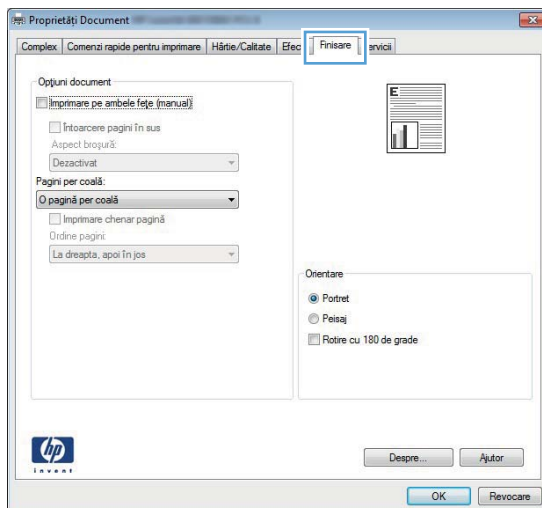 Proprietăți Document
Complex Comenzi rapide pentru imprimare Hârtie/Calitate Efec Finisare ervicii
Opțiuni document
Imprimare pe ambele fețe (manual)
Întoarcere pagini în sus
Aspect broșură:
Dezactivat
Pagini per coală:
O pagină per coală
Imprimare chenar pagină
Ordine pagini:
La dreapta, apoi în jos
E
Orientare
Portret
Peisaj
Rotire cu 180 de grade
hp
invent
Despre... Ajutor
OK Revocare